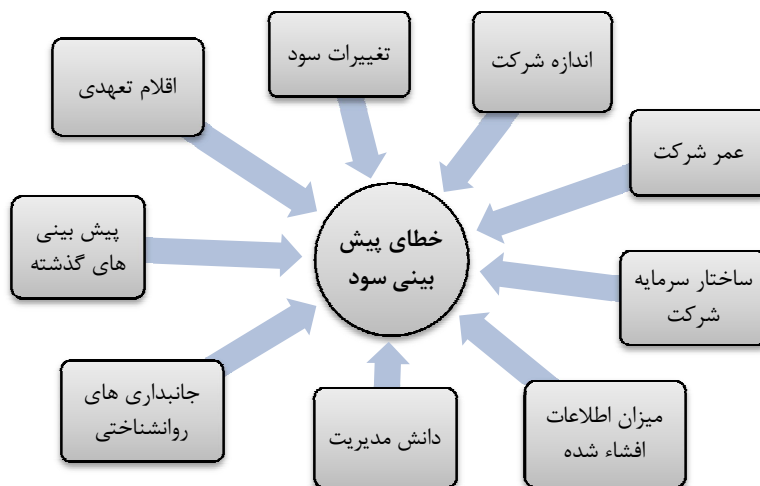 اندازه شرکت
تغییرات سود
اقلام تعهدی
عمر شرکت
پیش بینی
های گذشته
خطای پیش
بینی سود
ساختار سرمایه
شرکت
جانبداری های
روانشناختی
دانش مدیریت
میزان اطلاعات
افشاء شده